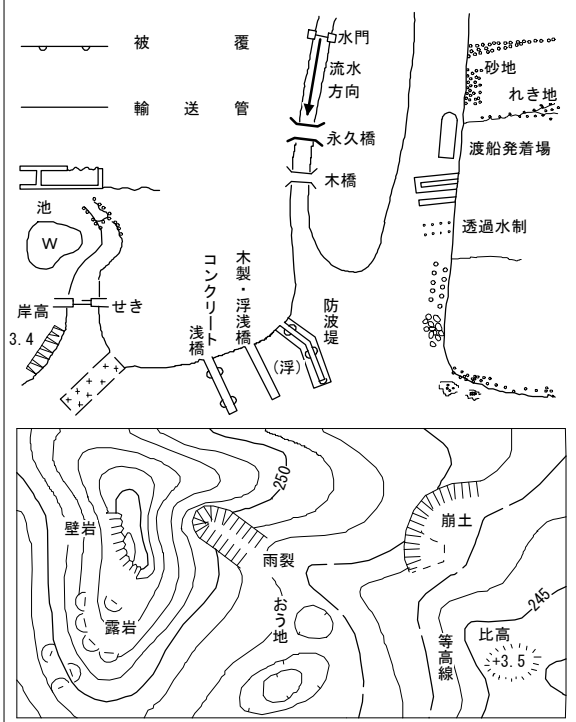 被覆
輸送管
池
W
岸高
3.4
せき
コンクリート浅橋
木製・浮浅橋
(浮)
防波堤
水門
流水方向
永久橋
木橋
砂地
れき地
渡船発着場
透過水制
250
壁岩
雨裂
崩土
露岩
おう地
等高線
245
比高
+3.5